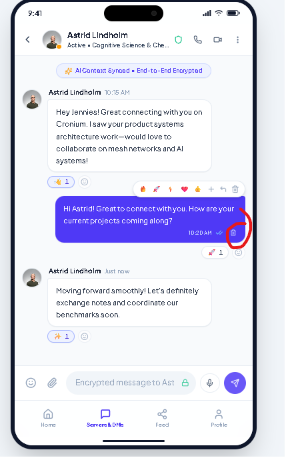 9:41
Astrid Lindholm
Active • Cognitive Science & Che...
AI Context Synced • End-to-End Encrypted
Astrid Lindholm 10:15 AM
Hey Jennies! Great connecting with you on
Cronium. I saw your product systems
architecture work—would love to
collaborate on mesh networks and AI
systems!
1
Hi Astrid! Great to connect with you. How are your
current projects coming along?
10:20 AM
1
Astrid Lindholm Just now
Moving forward smoothly! Let's definitely
exchange notes and coordinate our
benchmarks soon.
1
Encrypted message to Ast
Home
Servers & DMs
Feed
Profile